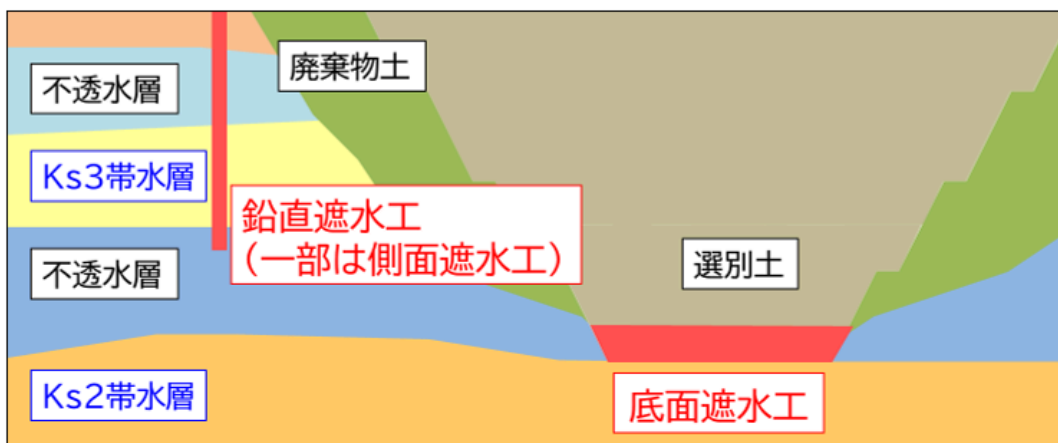 廃棄物土
不透水層
Ks3帯水層
鉛直遮水工
（一部は側面遮水工）
不透水層
選別土
Ks2帯水層
底面遮水工